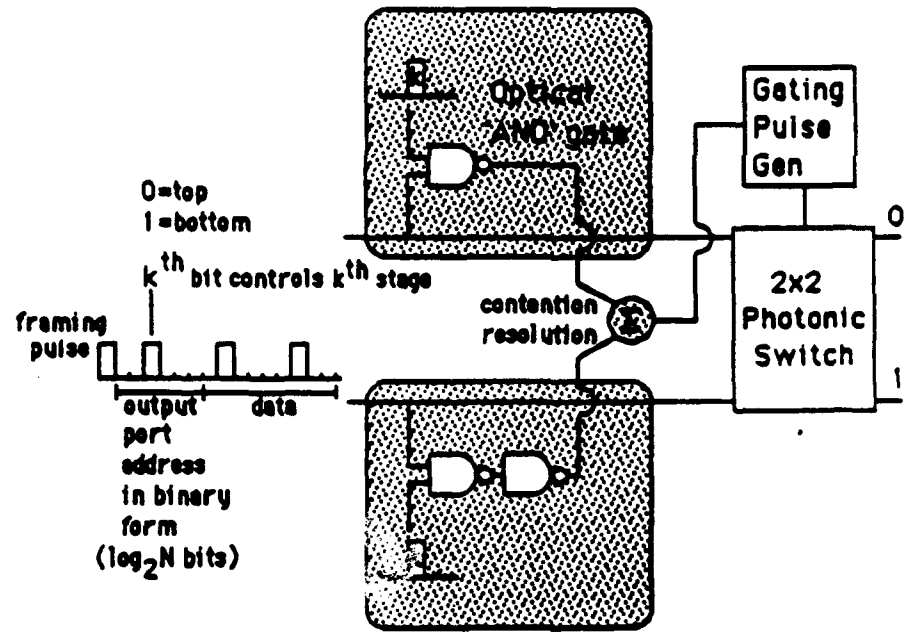 k
Optical
"AND" gate
Gating
Pulse
Gen
0=top
1=bottom
k th bit controls k th stage
0
contention
resolution
Σ
2x2
Photonic
Switch
framing
pulse
1
output
port
address
in binary
form
(log2N bits)
data